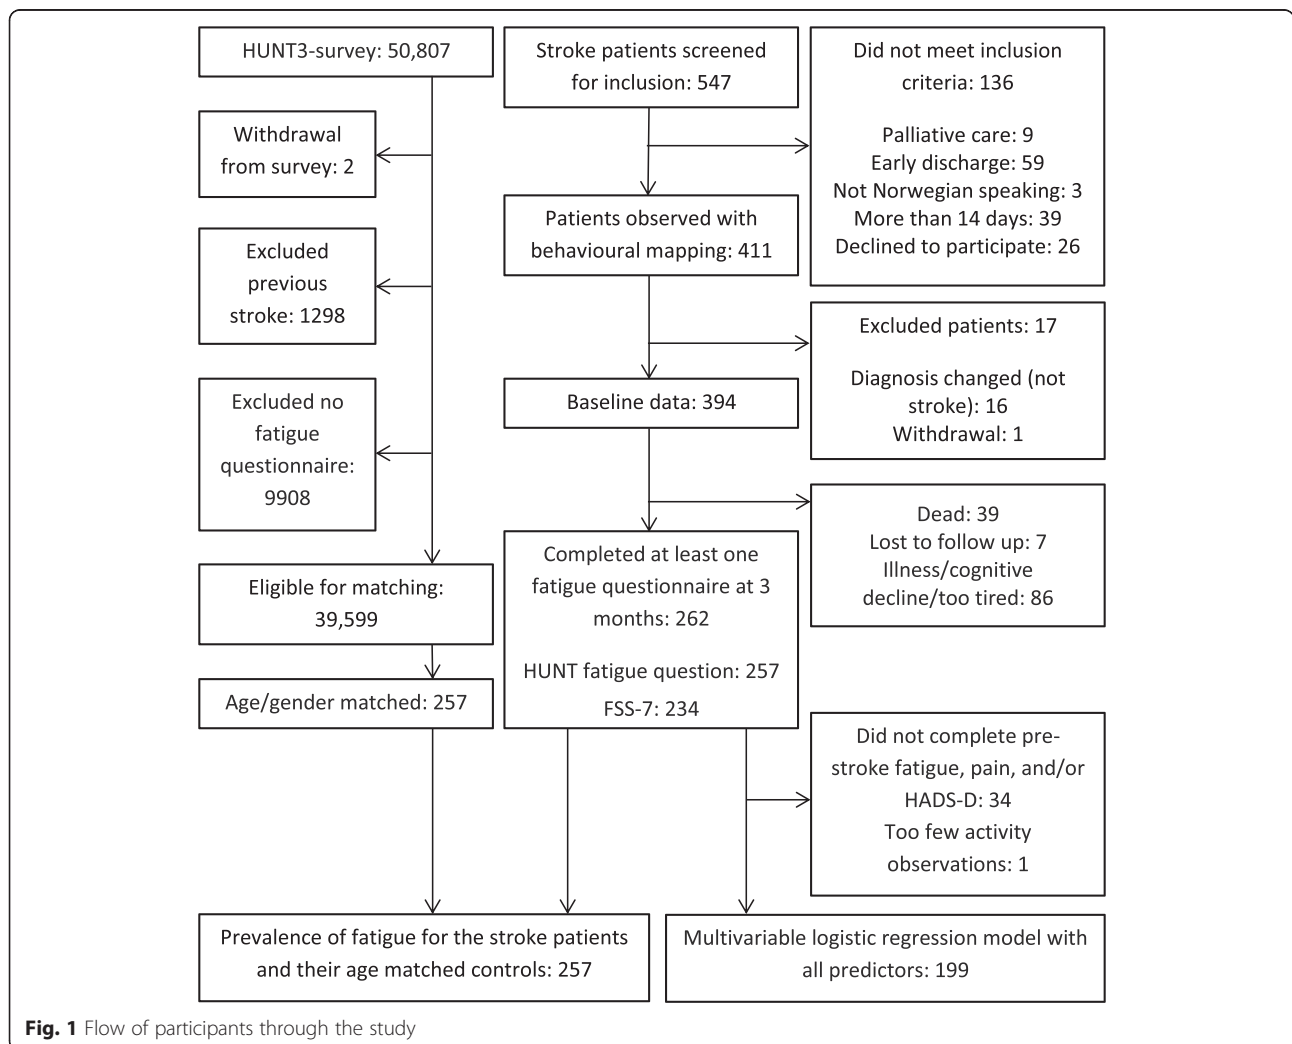 HUNT3-survey: 50,807
Withdrawal
from survey: 2
Excluded
previous
stroke: 1298
Excluded no
fatigue
questionnaire:
9908
Eligible for matching:
39,599
Age/gender matched: 257
Stroke patients screened
for inclusion: 547
Did not meet inclusion
criteria: 136
Palliative care: 9
Early discharge: 59
Not Norwegian speaking: 3
More than 14 days: 39
Declined to participate: 26
Patients observed with
behavioural mapping: 411
Excluded patients: 17
Diagnosis changed (not
stroke): 16
Withdrawal: 1
Baseline data: 394
Dead: 39
Lost to follow up: 7
Illness/cognitive
decline/too tired: 86
Completed at least one
fatigue questionnaire at 3
months: 262
HUNT fatigue question: 257
FSS-7: 234
Did not complete pre-
stroke fatigue, pain, and/or
HADS-D: 34
Too few activity
observations: 1
Prevalence of fatigue for the stroke patients
and their age matched controls: 257
Multivariable logistic regression model with
all predictors: 199
Fig. 1 Flow of participants through the study